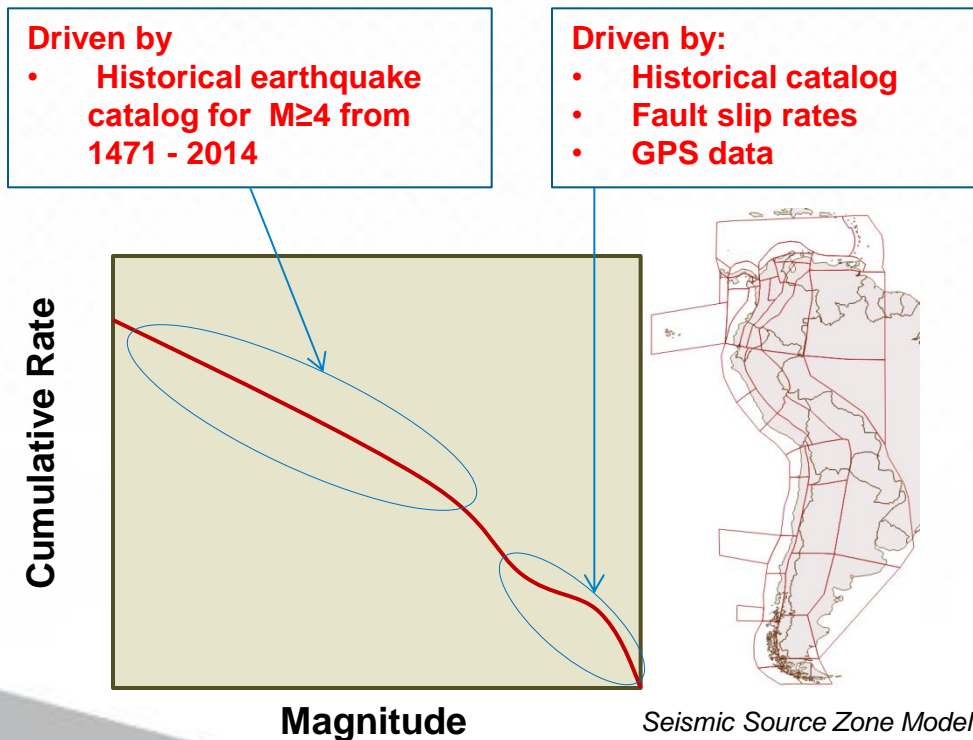 Driven by
• Historical earthquake
catalog for M≥4 from
1471 - 2014
Driven by:
• Historical catalog
• Fault slip rates
• GPS data
Cumulative Rate
Magnitude
Seismic Source Zone Model